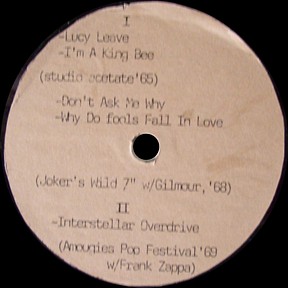 I
-Lucy Leave
-I'm A King Bee
(studio acetate'65)
-Don't Ask Me Why
-Why Do fools Fall In Love
(Joker's Wild 7" w/Gilmour,'68)
II
-Interstellar Overdrive
(Amougies Pop Festival'69
w/Frank Zappa)